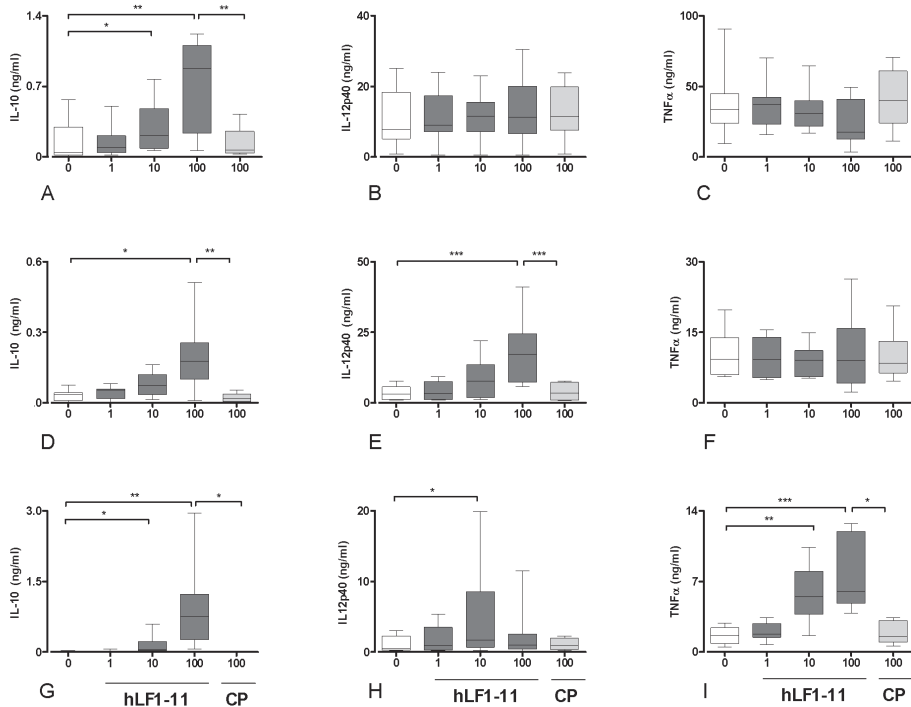 ** **
*
1.4
0.7
0
IL-10 (ng/ml)
0 1 10 100 100
A
40
20
0
IL-12p40 (ng/ml)
0 1 10 100 100
B
100
50
0
TNFα (ng/ml)
0 1 10 100 100
C
* **
0.6
0.3
0
IL-10 (ng/ml)
0 1 10 100 100
D
*** ***
50
25
0
IL-12p40 (ng/ml)
0 1 10 100 100
E
30
15
0
TNFα (ng/ml)
0 1 10 100 100
F
** *
*
3.0
1.5
0
IL-10 (ng/ml)
0 1 10 100 100
G
hLF1-11 CP
*
20
10
0
IL12p40 (ng/ml)
0 1 10 100 100
H
hLF1-11 CP
*** *
**
14
7
0
TNFα (ng/ml)
0 1 10 100 100
I
hLF1-11 CP